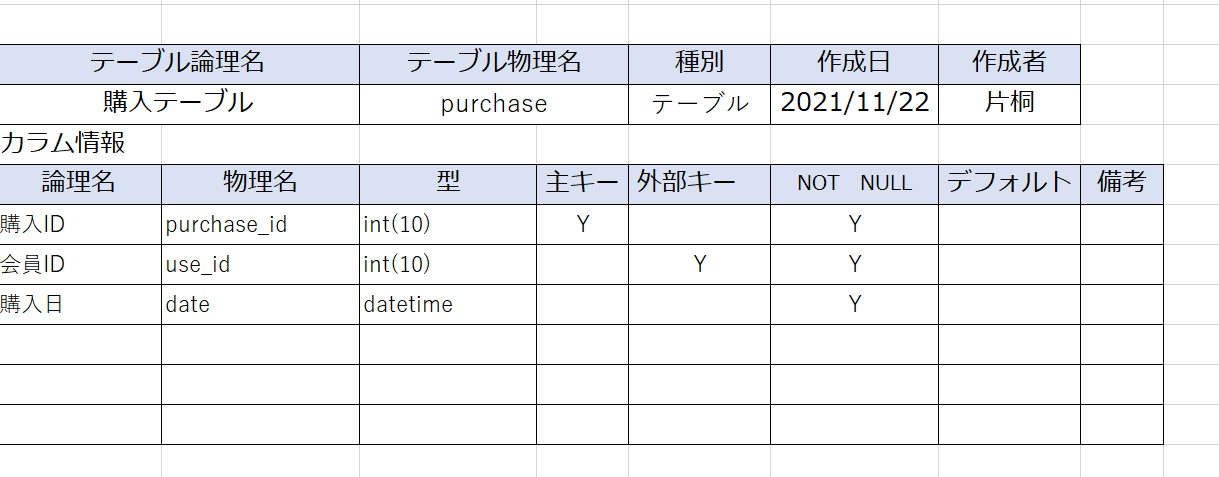 テーブル論理名 テーブル物理名 種別 作成日 作成者
購入テーブル purchase テーブル 2021/11/22 片桐
カラム情報
論理名 物理名 型 主キー 外部キー NOT　NULL デフォルト 備考
購入ID purchase_id int(10) Y Y
会員ID use_id int(10) Y Y
購入日 date datetime Y